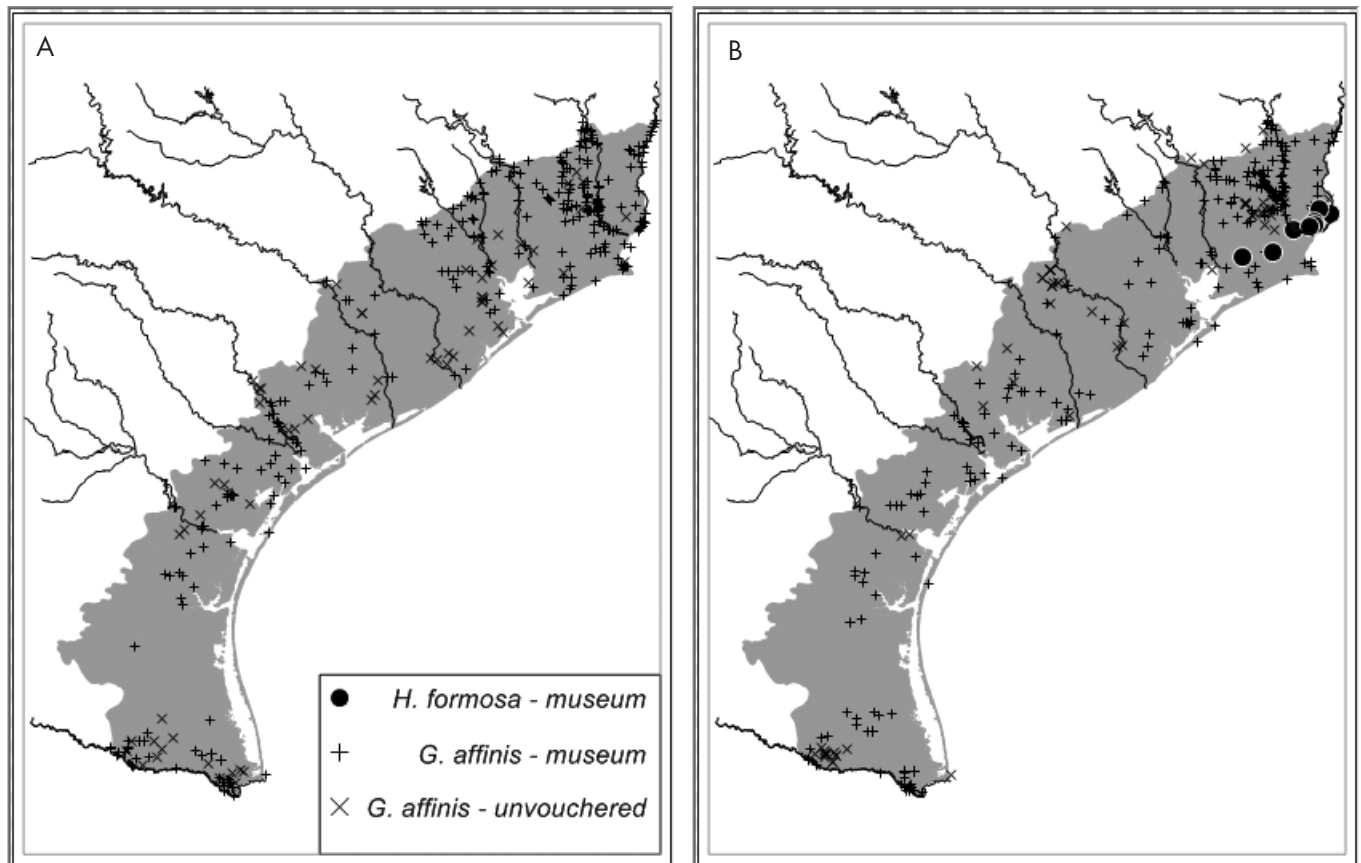 A
B
H. formosa - museum
G. affinis - museum
G. affinis - unvouchered